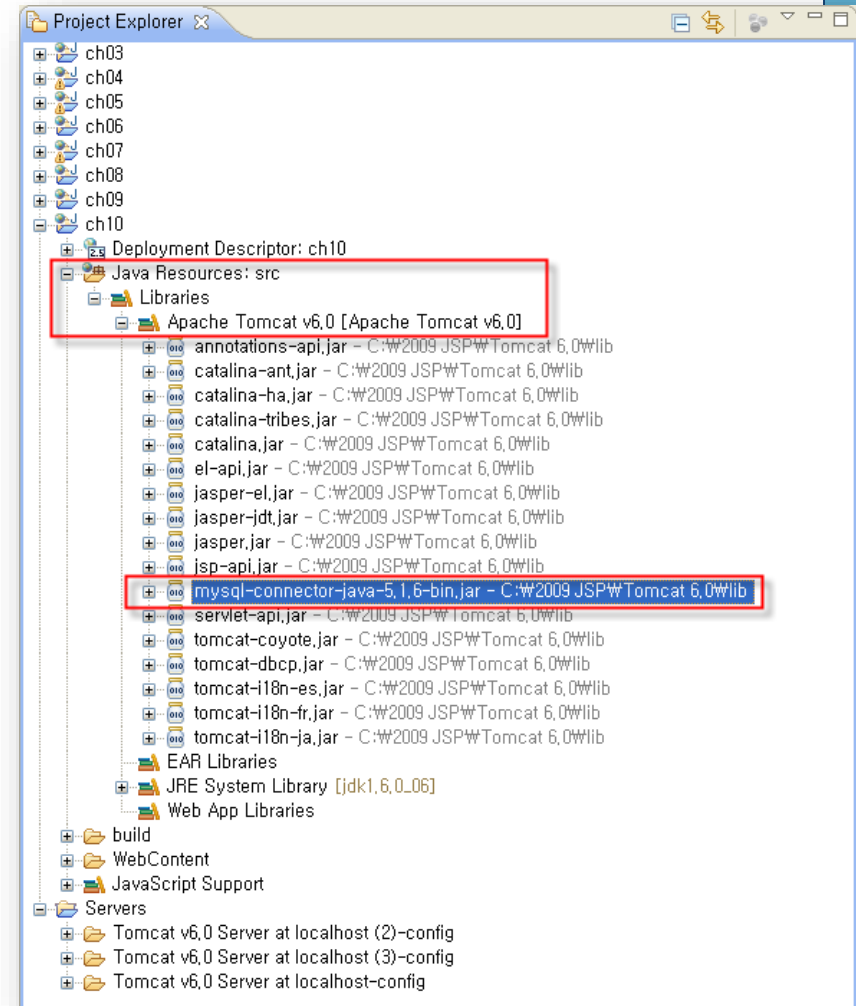 Project Explorer
ch03
ch04
ch05
ch06
ch07
ch08
ch09
ch10
Deployment Descriptor: ch10
Java Resources: src
Libraries
Apache Tomcat v6.0 [Apache Tomcat v6.0]
annotations-api.jar - C:₩2009 JSP₩Tomcat 6.0₩lib
catalina-ant.jar - C:₩2009 JSP₩Tomcat 6.0₩lib
catalina-ha.jar - C:₩2009 JSP₩Tomcat 6.0₩lib
catalina-tribes.jar - C:₩2009 JSP₩Tomcat 6.0₩lib
catalina.jar - C:₩2009 JSP₩Tomcat 6.0₩lib
el-api.jar - C:₩2009 JSP₩Tomcat 6.0₩lib
jasper-el.jar - C:₩2009 JSP₩Tomcat 6.0₩lib
jasper-jdt.jar - C:₩2009 JSP₩Tomcat 6.0₩lib
jasper.jar - C:₩2009 JSP₩Tomcat 6.0₩lib
jsp-api.jar - C:₩2009 JSP₩Tomcat 6.0₩lib
mysql-connector-java-5.1.6-bin.jar - C:₩2009 JSP₩Tomcat 6.0₩lib
servlet-api.jar - C:₩2009 JSP₩Tomcat 6.0₩lib
tomcat-coyote.jar - C:₩2009 JSP₩Tomcat 6.0₩lib
tomcat-dbcp.jar - C:₩2009 JSP₩Tomcat 6.0₩lib
tomcat-i18n-es.jar - C:₩2009 JSP₩Tomcat 6.0₩lib
tomcat-i18n-fr.jar - C:₩2009 JSP₩Tomcat 6.0₩lib
tomcat-i18n-ja.jar - C:₩2009 JSP₩Tomcat 6.0₩lib
EAR Libraries
JRE System Library [jdk1.6.0_06]
Web App Libraries
build
WebContent
JavaScript Support
Servers
Tomcat v6.0 Server at localhost (2)-config
Tomcat v6.0 Server at localhost (3)-config
Tomcat v6.0 Server at localhost-config